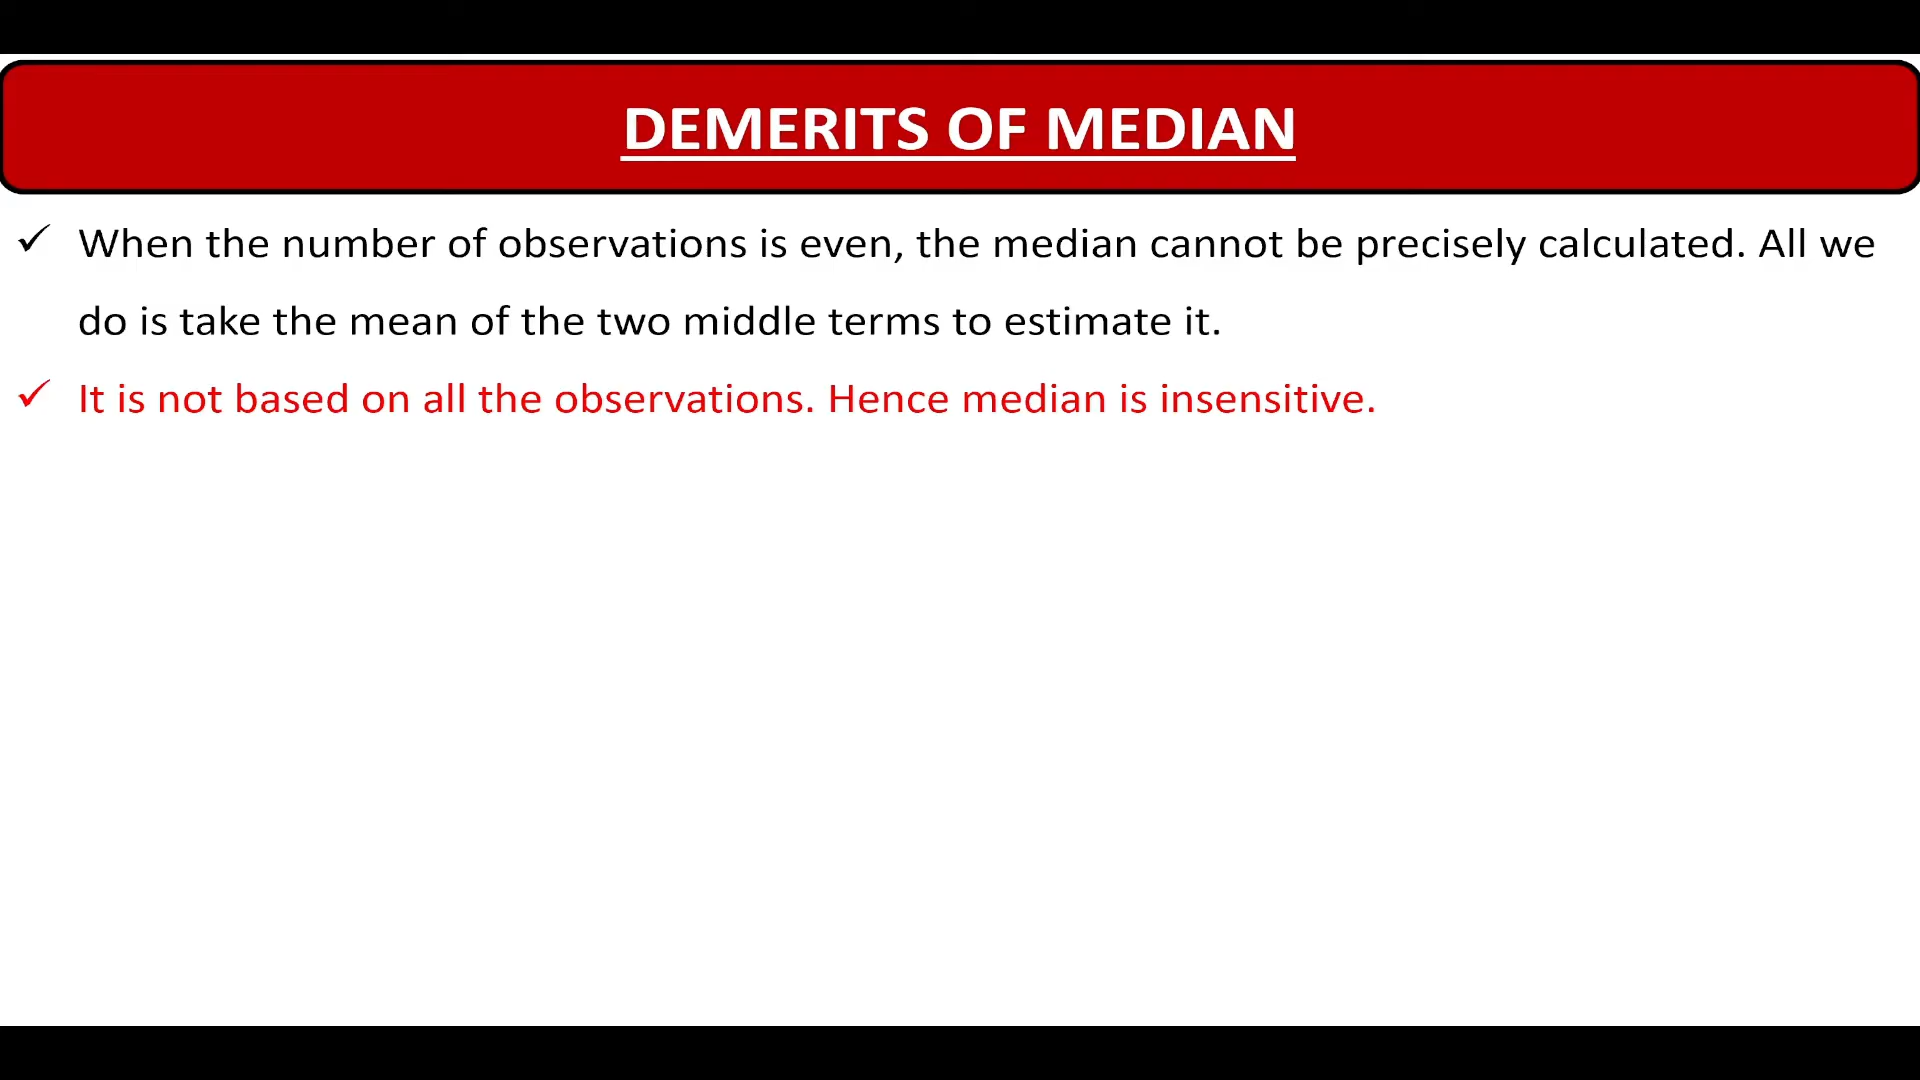 DEMERITS OF MEDIAN
✓ When the number of observations is even, the median cannot be precisely calculated. All we
do is take the mean of the two middle terms to estimate it.
✓ It is not based on all the observations. Hence median is insensitive.